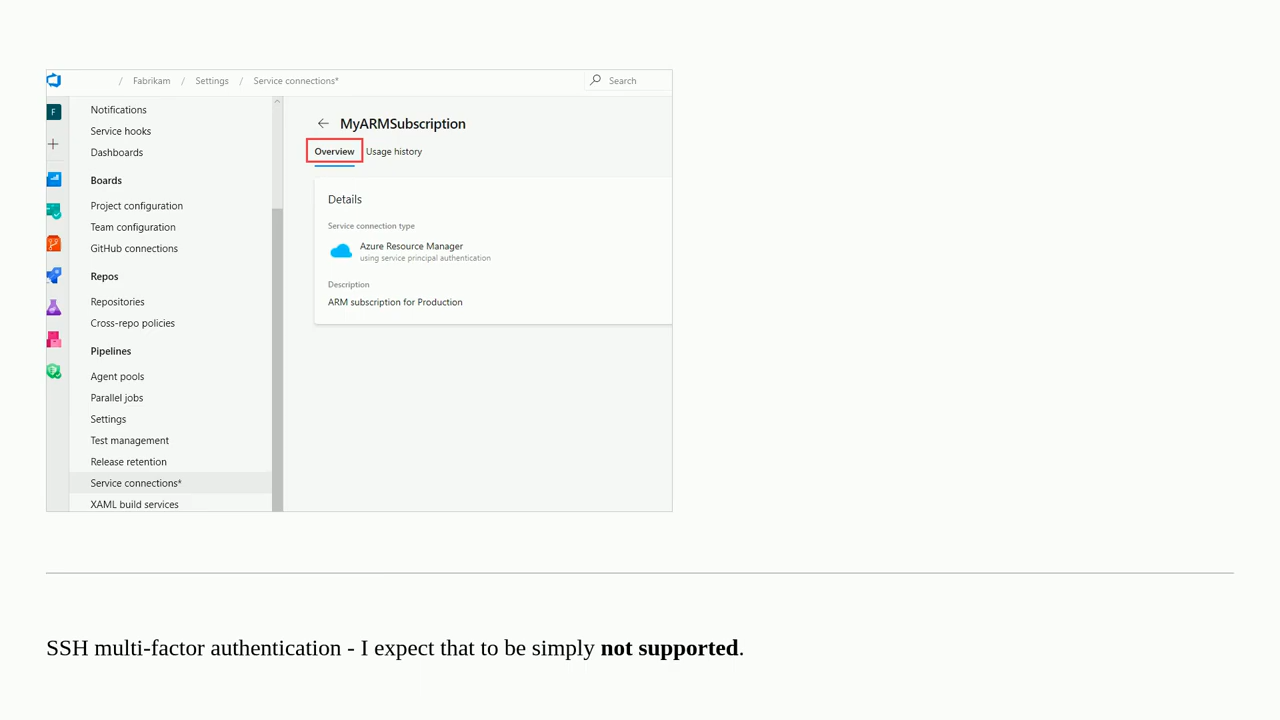 / Fabrikam / Settings / Service connections*
Search
F
Notifications
Service hooks
Dashboards
Boards
Project configuration
Team configuration
GitHub connections
Repos
Repositories
Cross-repo policies
Pipelines
Agent pools
Parallel jobs
Settings
Test management
Release retention
Service connections*
XAML build services
← MyARMSubscription
Overview Usage history
Details
Service connection type
Azure Resource Manager
using service principal authentication
Description
ARM subscription for Production
SSH multi-factor authentication - I expect that to be simply not supported.